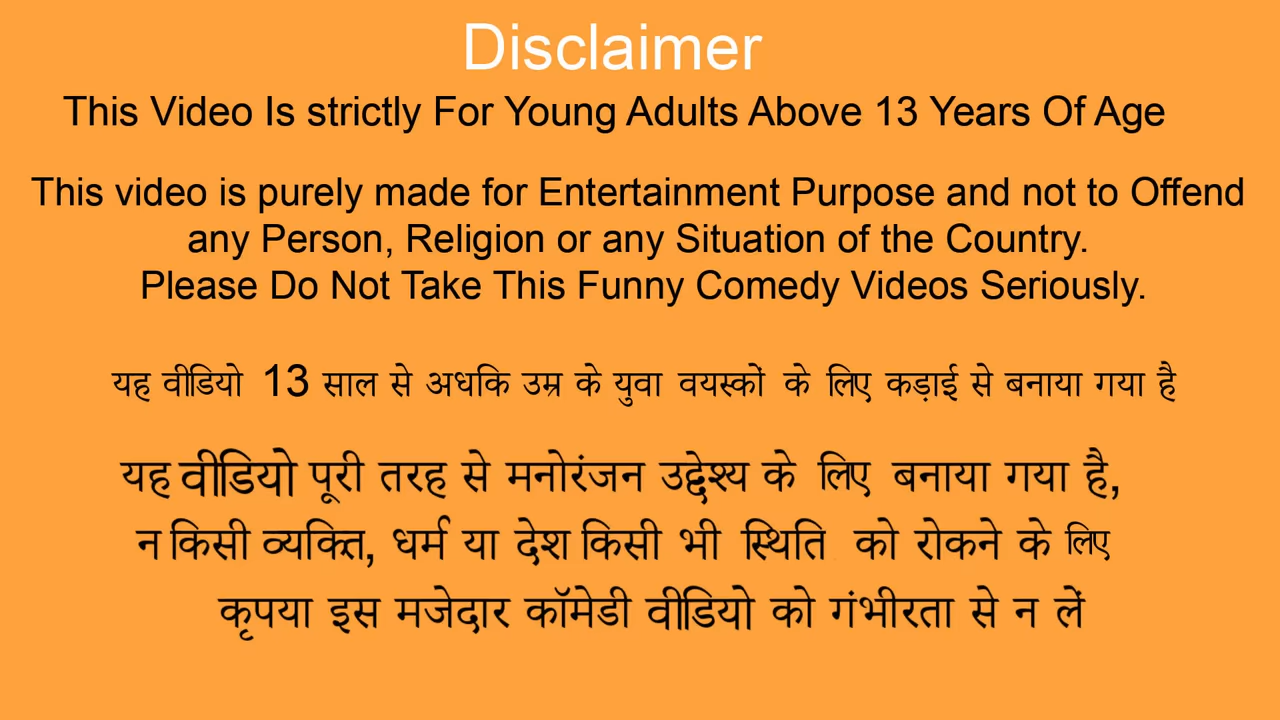 Disclaimer
This Video Is strictly For Young Adults Above 13 Years Of Age
This video is purely made for Entertainment Purpose and not to Offend
any Person, Religion or any Situation of the Country.
Please Do Not Take This Funny Comedy Videos Seriously.
यह वीडियो 13 साल से अधकि उम्र के युवा वयस्कों के लिए कड़ाई से बनाया गया है
यह वीडियो पूरी तरह से मनोरंजन उद्देश्य के लिए बनाया गया है,
न किसी व्यक्ति, धर्म या देश किसी भी स्थिति को रोकने के लिए
कृपया इस मजेदार कॉमेडी वीडियो को गंभीरता से न लें